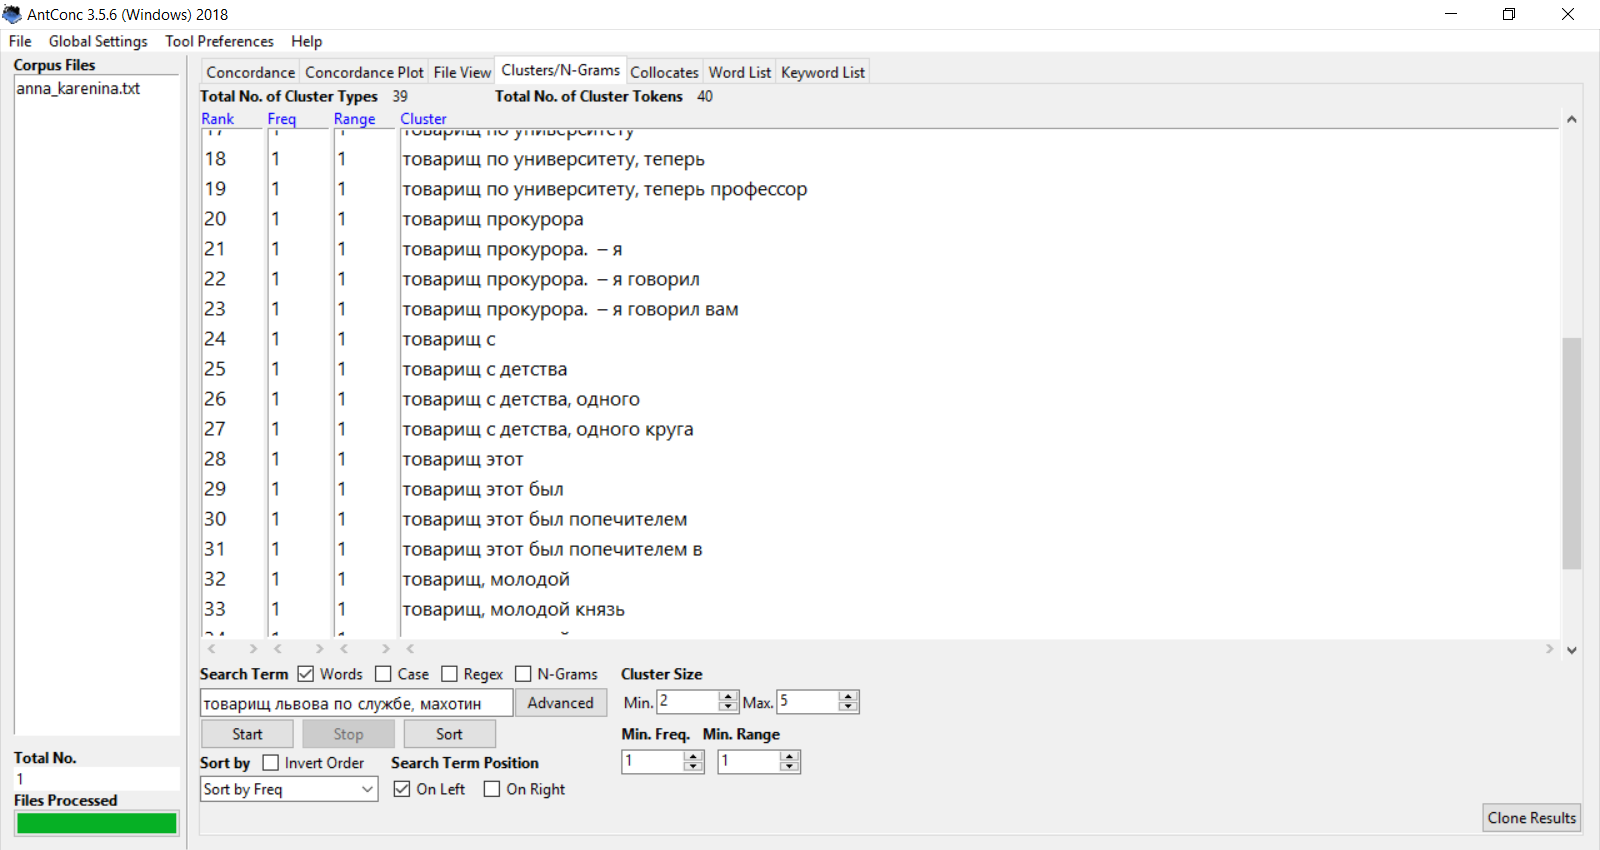 AntConc 3.5.6 (Windows) 2018
File Global Settings Tool Preferences Help
Corpus Files
anna_karenina.txt
Concordance Concordance Plot File View Clusters/N-Grams Collocates Word List Keyword List
Total No. of Cluster Types 39 Total No. of Cluster Tokens 40
Rank Freq Range Cluster
17 1 1 товарищ по университету
18 1 1 товарищ по университету, теперь
19 1 1 товарищ по университету, теперь профессор
20 1 1 товарищ прокурора
21 1 1 товарищ прокурора. – я
22 1 1 товарищ прокурора. – я говорил
23 1 1 товарищ прокурора. – я говорил вам
24 1 1 товарищ с
25 1 1 товарищ с детства
26 1 1 товарищ с детства, одного
27 1 1 товарищ с детства, одного круга
28 1 1 товарищ этот
29 1 1 товарищ этот был
30 1 1 товарищ этот был попечителем
31 1 1 товарищ этот был попечителем в
32 1 1 товарищ, молодой
33 1 1 товарищ, молодой князь
Search Term Words Case Regex N-Grams Cluster Size
товарищ львова по службе, махотин Advanced Min. 2 Max. 5
Start Stop Sort Min. Freq. Min. Range
1 1
Sort by Invert Order Search Term Position
Sort by Freq On Left On Right
Total No.
1
Files Processed
Clone Results